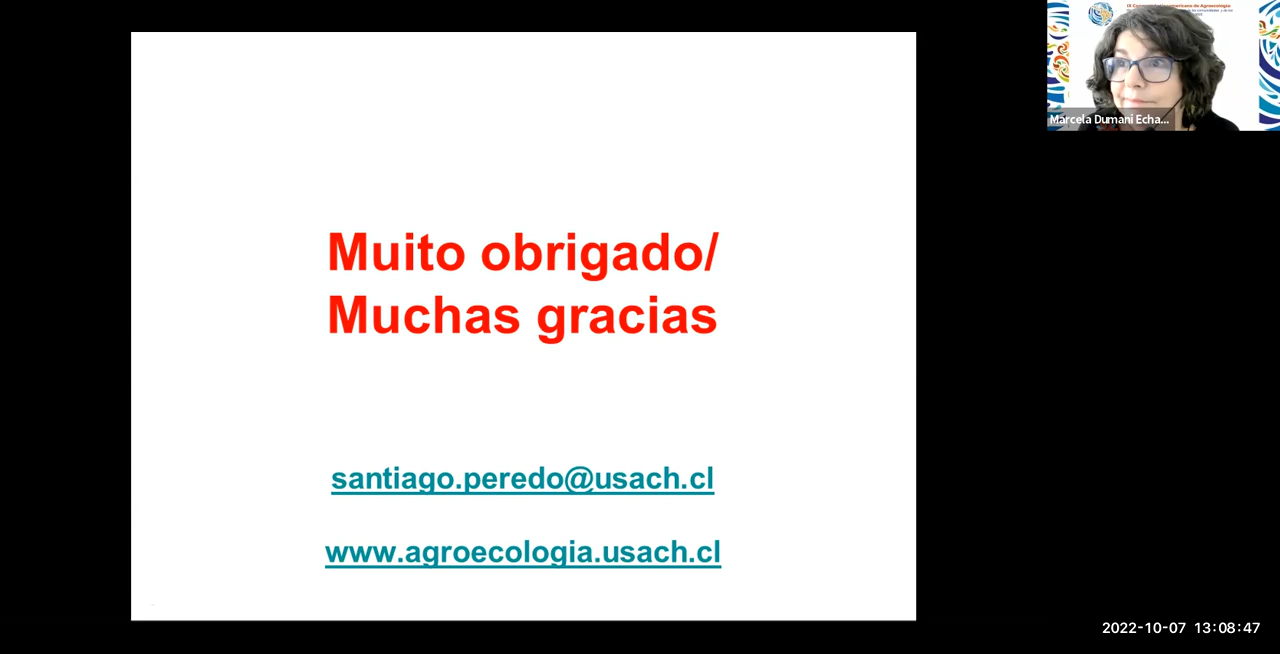 Muito obrigado/
Muchas gracias
santiago.peredo@usach.cl
www.agroecologia.usach.cl
Marcela Dumani Echa...
2022-10-07 13:08:47